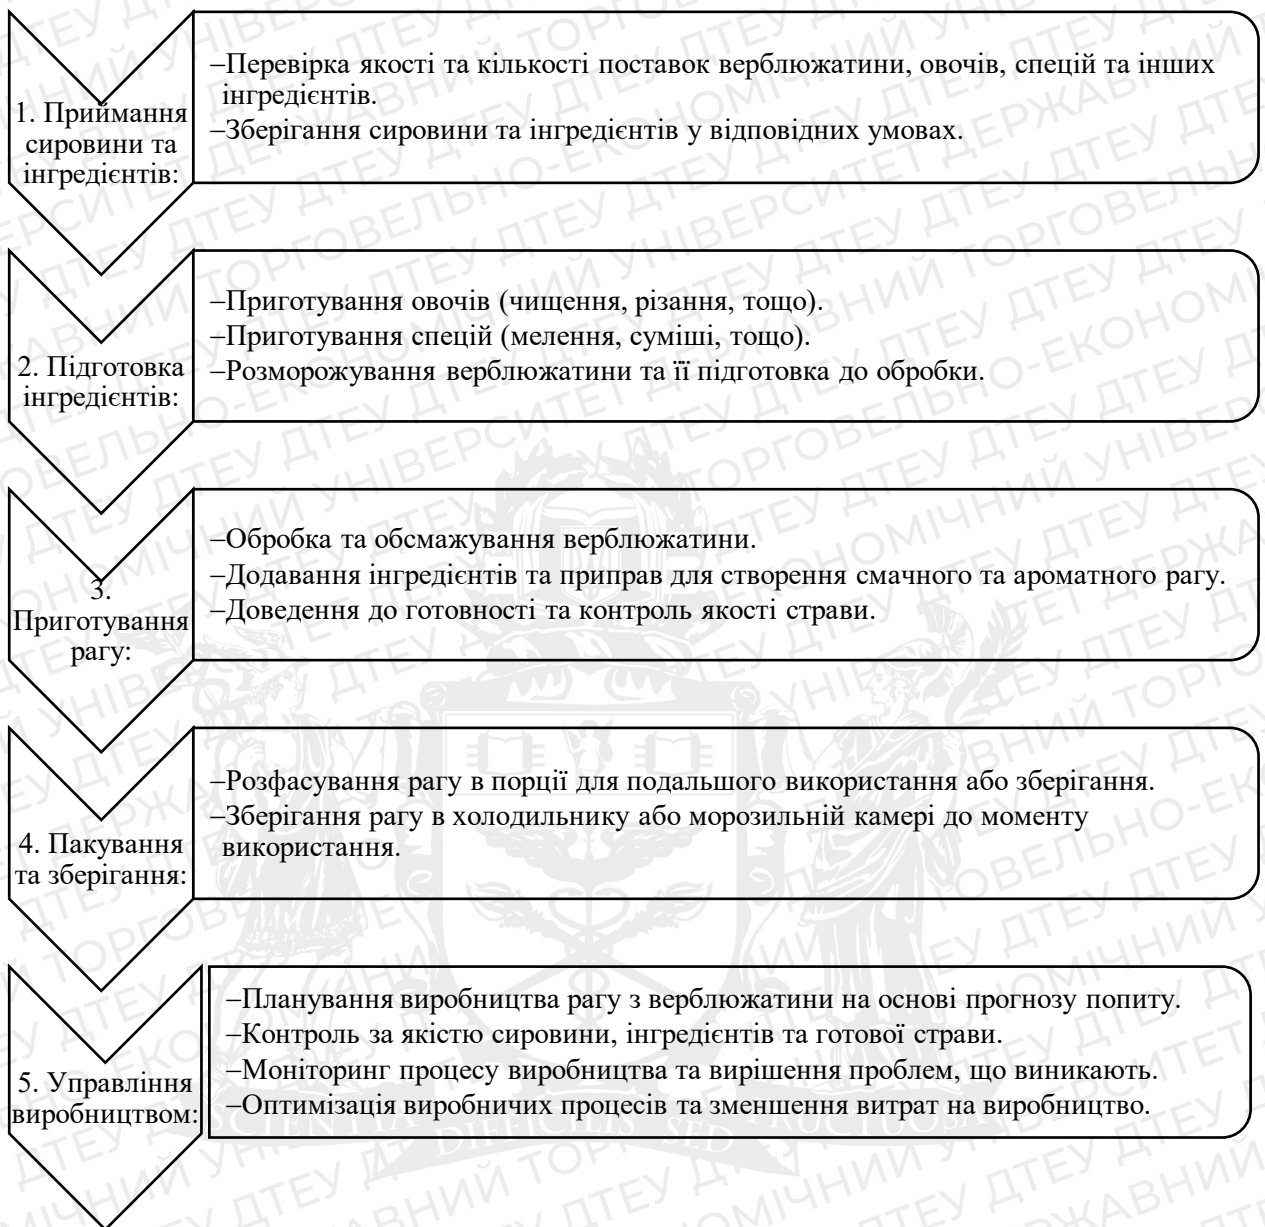 1. Приймання
сировини та
інгредієнтів:
–Перевірка якості та кількості поставок верблюжатини, овочів, спецій та інших
інгредієнтів.
–Зберігання сировини та інгредієнтів у відповідних умовах.
2. Підготовка
інгредієнтів:
–Приготування овочів (чищення, різання, тощо).
–Приготування спецій (мелення, суміші, тощо).
–Розморожування верблюжатини та її підготовка до обробки.
3.
Приготування
рагу:
–Обробка та обсмажування верблюжатини.
–Додавання інгредієнтів та приправ для створення смачного та ароматного рагу.
–Доведення до готовності та контроль якості страви.
4. Пакування
та зберігання:
–Розфасування рагу в порції для подальшого використання або зберігання.
–Зберігання рагу в холодильнику або морозильній камері до моменту
використання.
5. Управління
виробництвом:
–Планування виробництва рагу з верблюжатини на основі прогнозу попиту.
–Контроль за якістю сировини, інгредієнтів та готової страви.
–Моніторинг процесу виробництва та вирішення проблем, що виникають.
–Оптимізація виробничих процесів та зменшення витрат на виробництво.